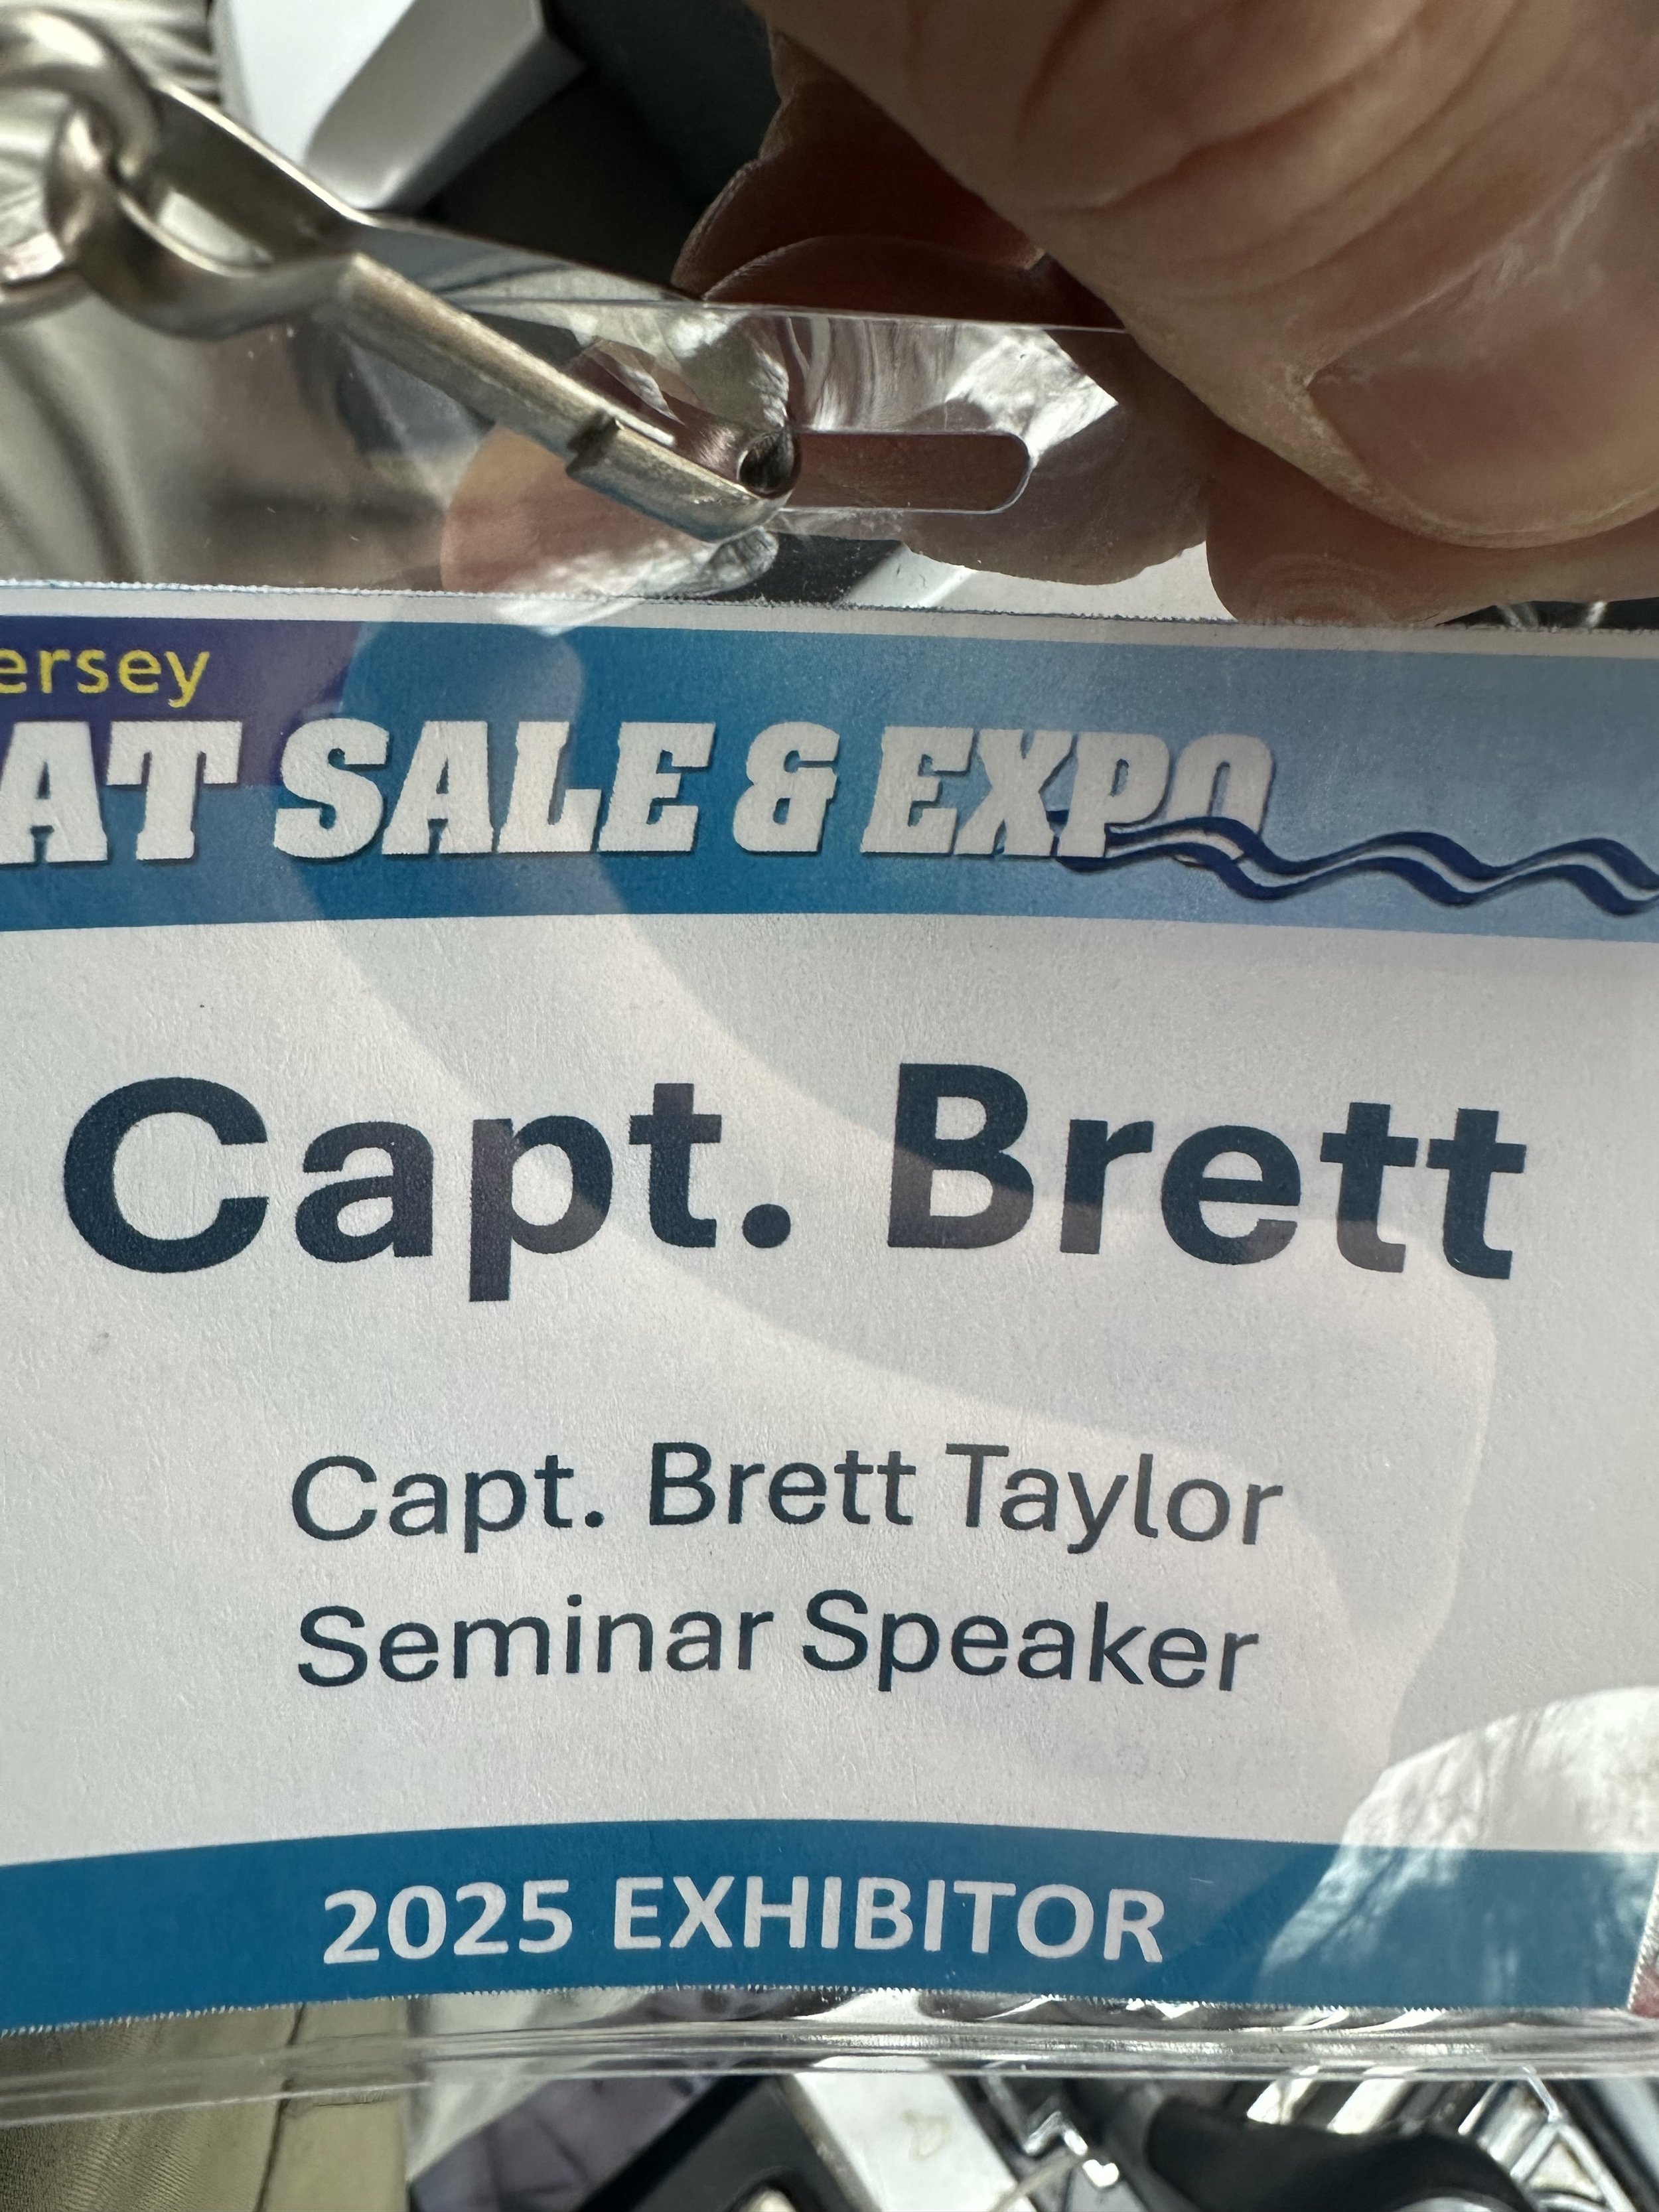 ersey
AT SALE & EXPO
Capt. Brett
Capt. Brett Taylor
Seminar Speaker
2025 EXHIBITOR